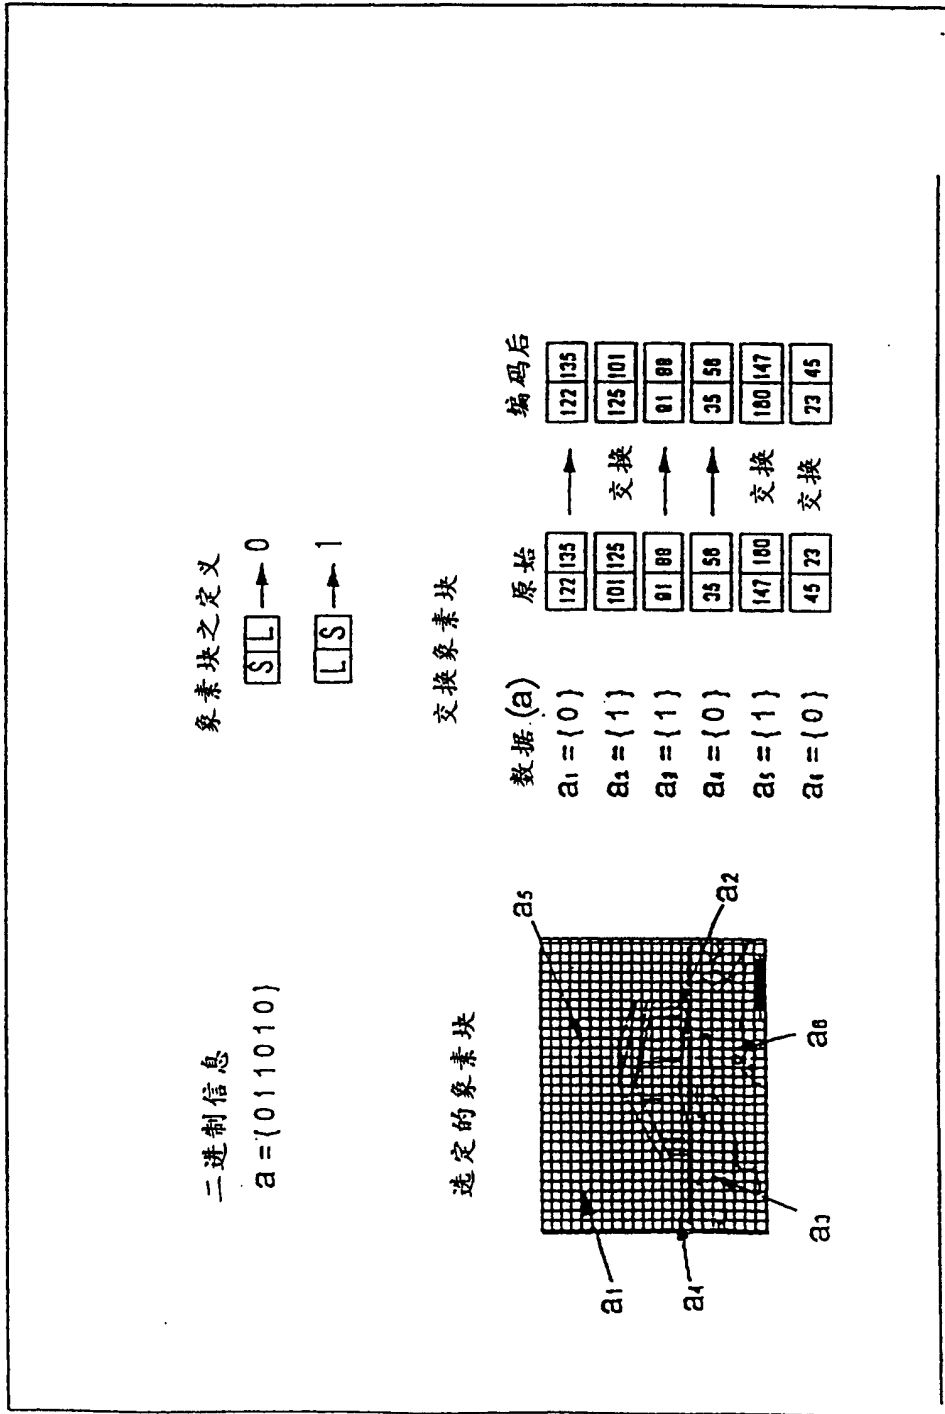 二进制信息
a={0110 1010}
象素块之定义
S L → 0
L S → 1
选定的象素块
a1
a5
a2
a4
a3
a6
交换象素块
数据(a) 原始 编码后
a1={0} 122 135 → 122 135
a2={1} 101 125 交换 125 101
a3={1} 91 88 → 91 88
a4={0} 35 56 → 35 56
a5={1} 147 180 交换 180 147
a6={0} 45 23 交换 23 45